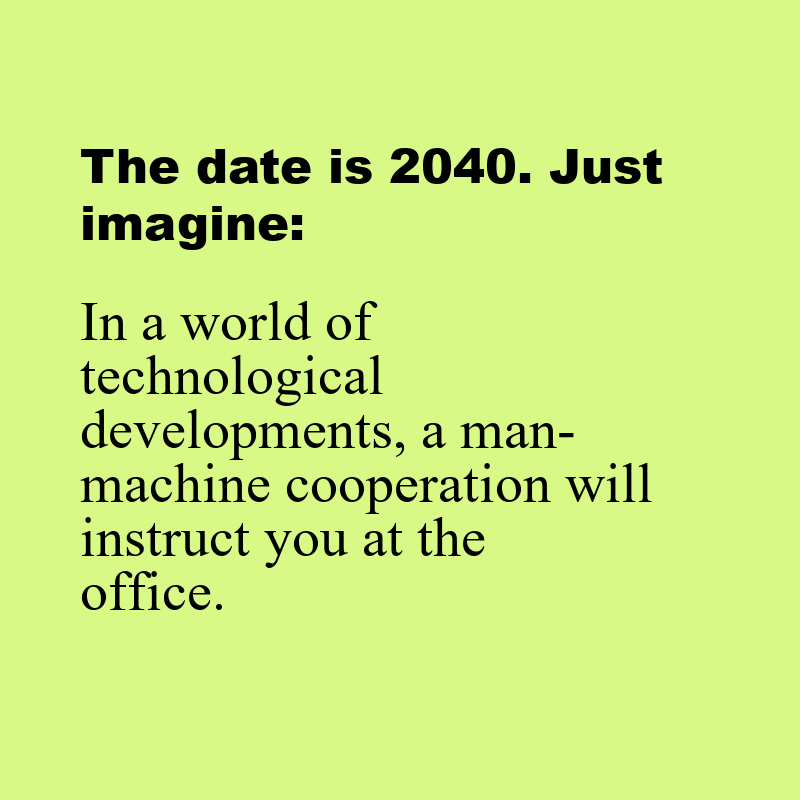 The date is 2040. Just
imagine:
In a world of
technological
developments, a man-
machine cooperation will
instruct you at the
office.